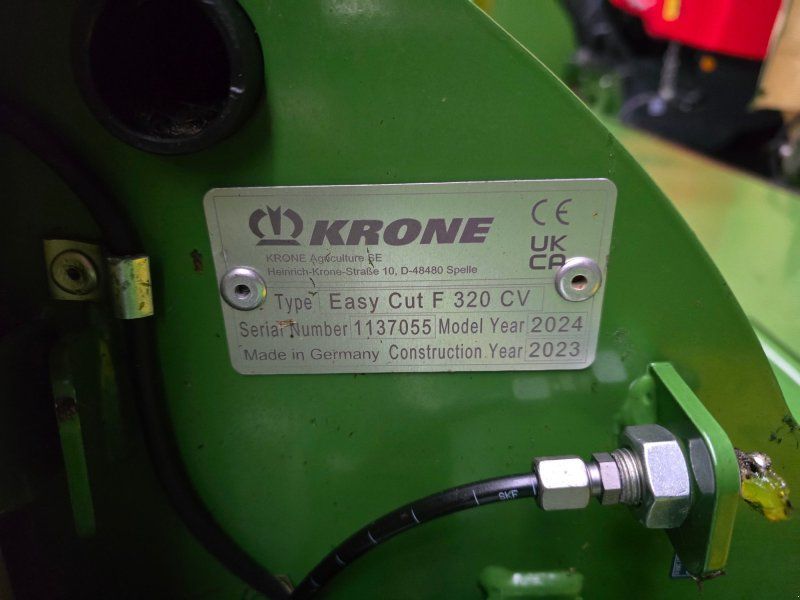 KRONE
CE
KRONE Agriculture SE
Heinrich-Krone-Straße 10, D-48480 Spelle
UK
CA
Type Easy Cut F 320 CV
Serial Number 1137055 Model Year 2024
Made in Germany Construction Year 2023
SKF